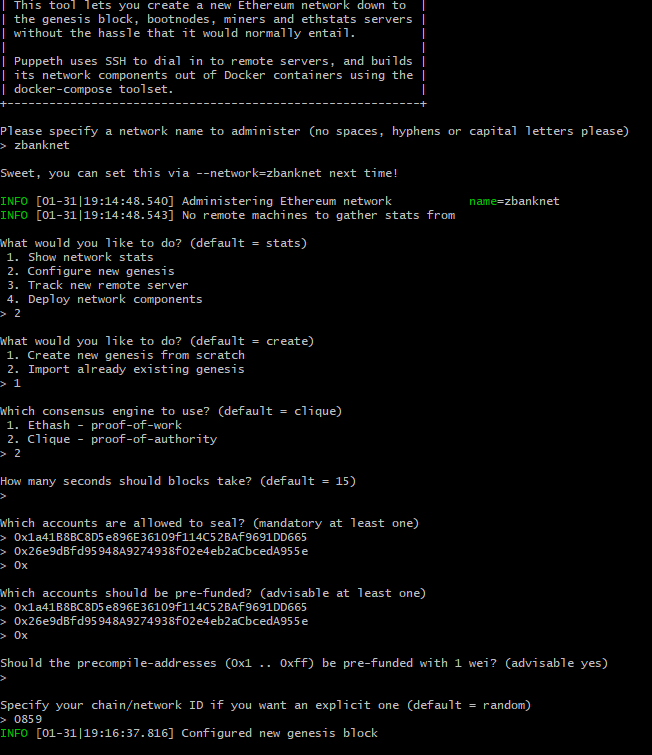 | This tool lets you create a new Ethereum network down to |
| the genesis block, bootnodes, miners and ethstats servers |
| without the hassle that it would normally entail. |
| |
| Puppeth uses SSH to dial in to remote servers, and builds |
| its network components out of Docker containers using the |
| docker-compose toolset. |
+-----------------------------------------------------------+
Please specify a network name to administer (no spaces, hyphens or capital letters please)
> zbanknet
Sweet, you can set this via --network=zbanknet next time!
INFO [01-31|19:14:48.540] Administering Ethereum network name=zbanknet
INFO [01-31|19:14:48.543] No remote machines to gather stats from
What would you like to do? (default = stats)
1. Show network stats
2. Configure new genesis
3. Track new remote server
4. Deploy network components
> 2
What would you like to do? (default = create)
1. Create new genesis from scratch
2. Import already existing genesis
> 1
Which consensus engine to use? (default = clique)
1. Ethash - proof-of-work
2. Clique - proof-of-authority
> 2
How many seconds should blocks take? (default = 15)
>
Which accounts are allowed to seal? (mandatory at least one)
> 0x1a41B8BC8D5e896E36109f114C52BAf9691DD665
> 0x26e9dBfd95948A9274938f02e4eb2aCbcedA955e
> 0x
Which accounts should be pre-funded? (advisable at least one)
> 0x1a41B8BC8D5e896E36109f114C52BAf9691DD665
> 0x26e9dBfd95948A9274938f02e4eb2aCbcedA955e
> 0x
Should the precompile-addresses (0x1 .. 0xff) be pre-funded with 1 wei? (advisable yes)
>
Specify your chain/network ID if you want an explicit one (default = random)
> 0859
INFO [01-31|19:16:37.816] Configured new genesis block